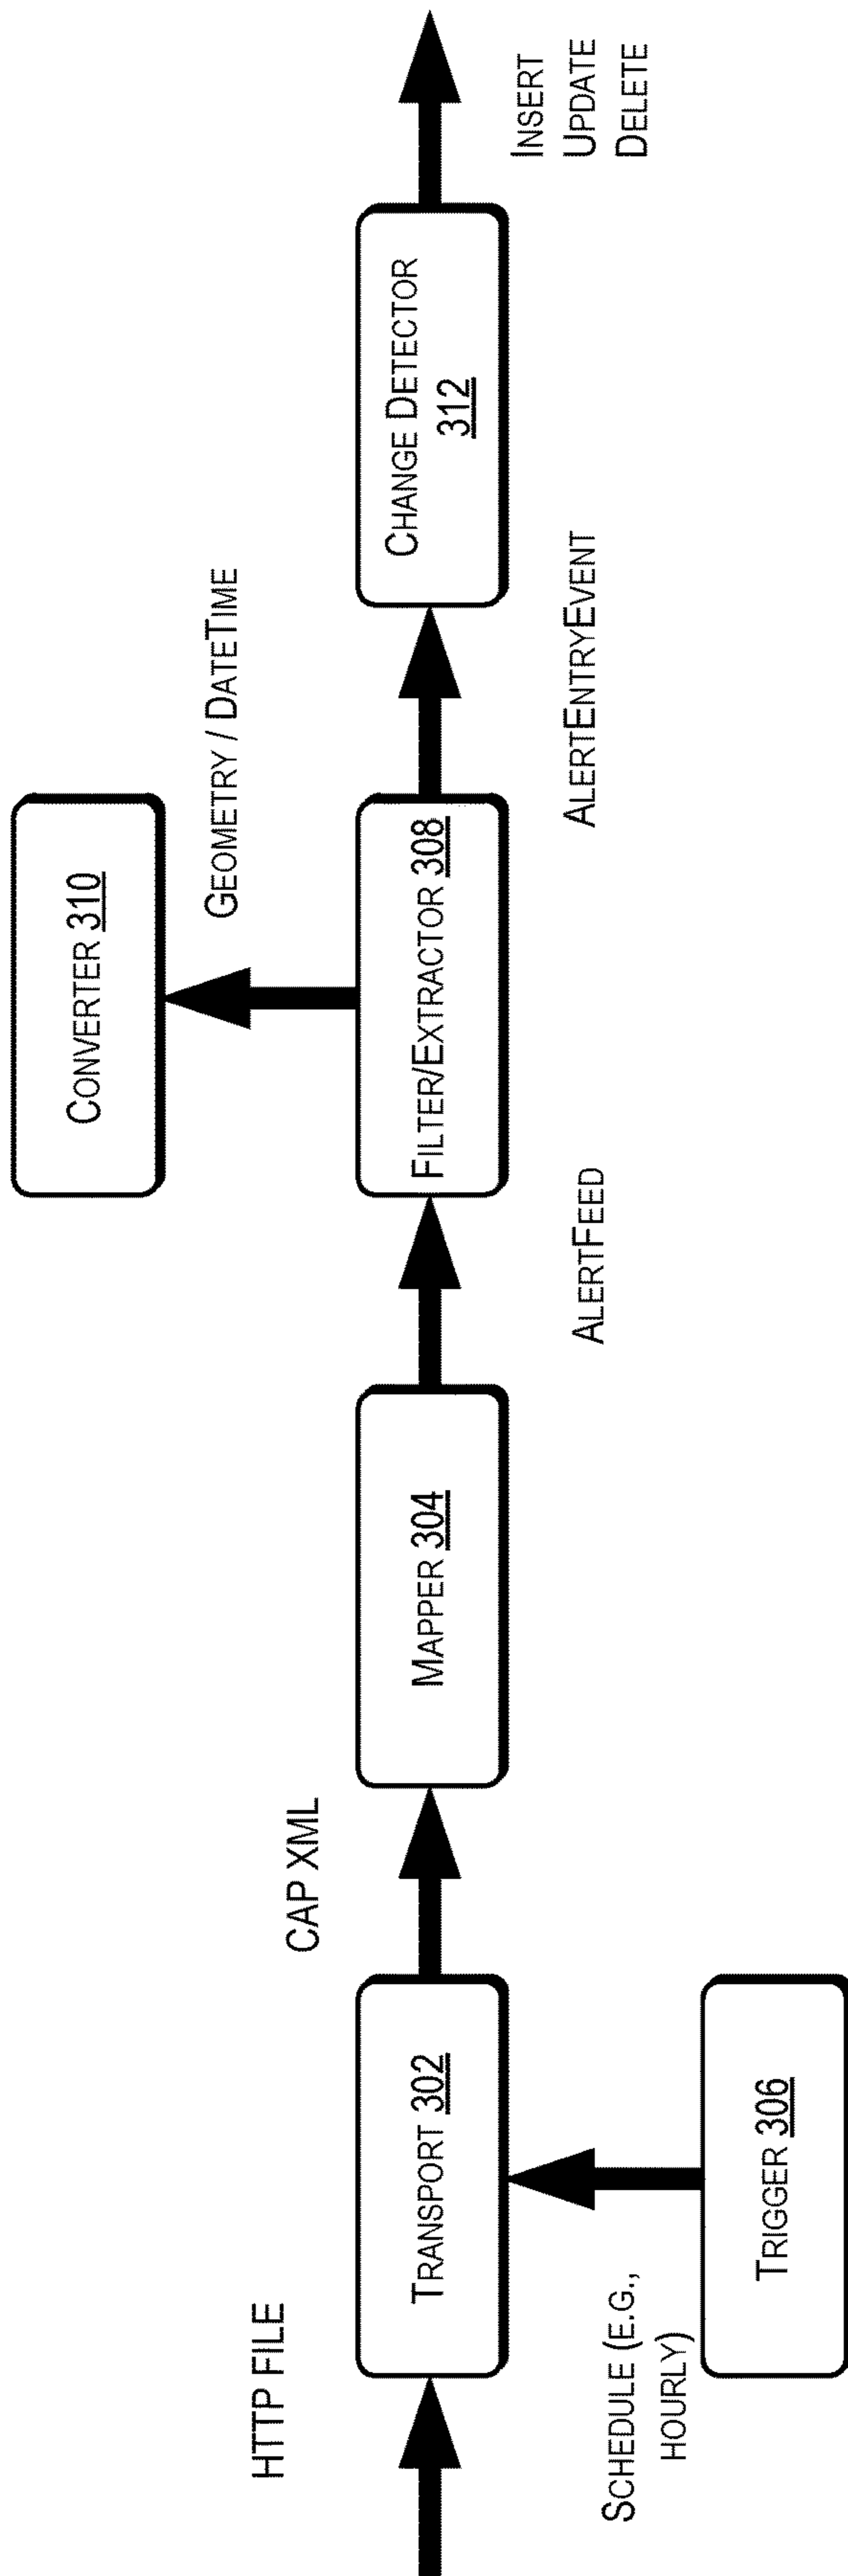 HTTP FILE
TRANSPORT 302
SCHEDULE (E.G.,
HOURLY)
TRIGGER 306
CAP XML
MAPPER 304
ALERTFEED
FILTER/EXTRACTOR 308
CONVERTER 310
GEOMETRY / DATETIME
ALERTENTRYEVENT
CHANGE DETECTOR
312
INSERT
UPDATE
DELETE